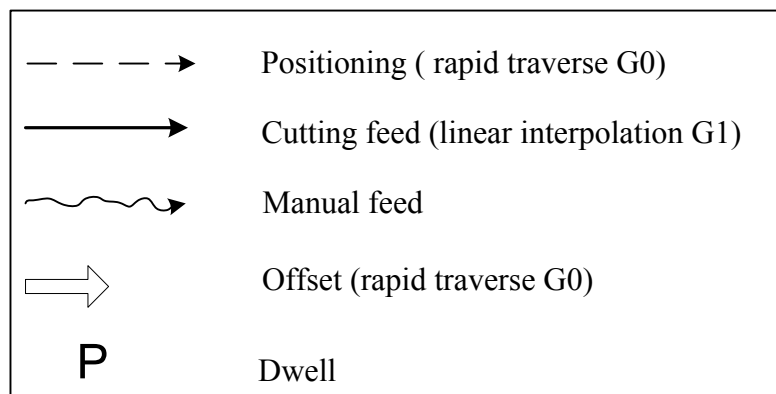 Positioning ( rapid traverse G0)
Cutting feed (linear interpolation G1)
Manual feed
Offset (rapid traverse G0)
P Dwell